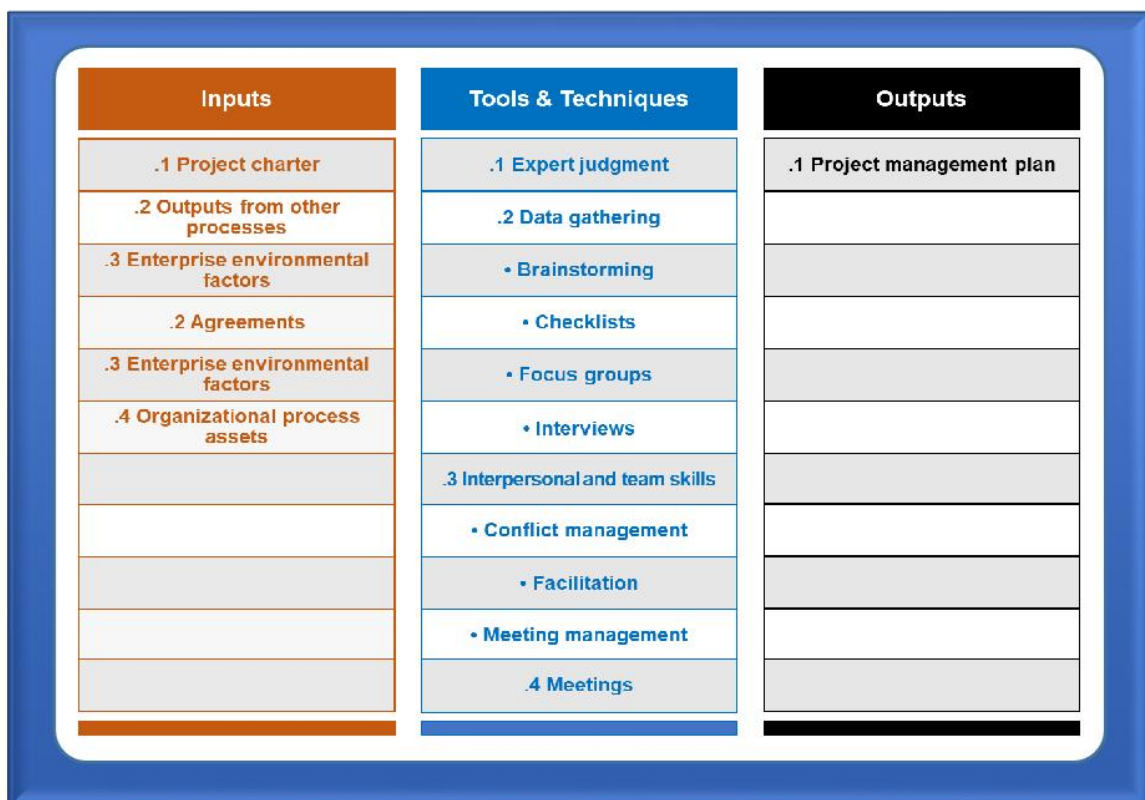 Inputs
.1 Project charter
.2 Outputs from other
processes
.3 Enterprise environmental
factors
.2 Agreements
.3 Enterprise environmental
factors
.4 Organizational process
assets
Tools & Techniques
.1 Expert judgment
.2 Data gathering
• Brainstorming
• Checklists
• Focus groups
• Interviews
.3 Interpersonal and team skills
• Conflict management
• Facilitation
• Meeting management
.4 Meetings
Outputs
.1 Project management plan